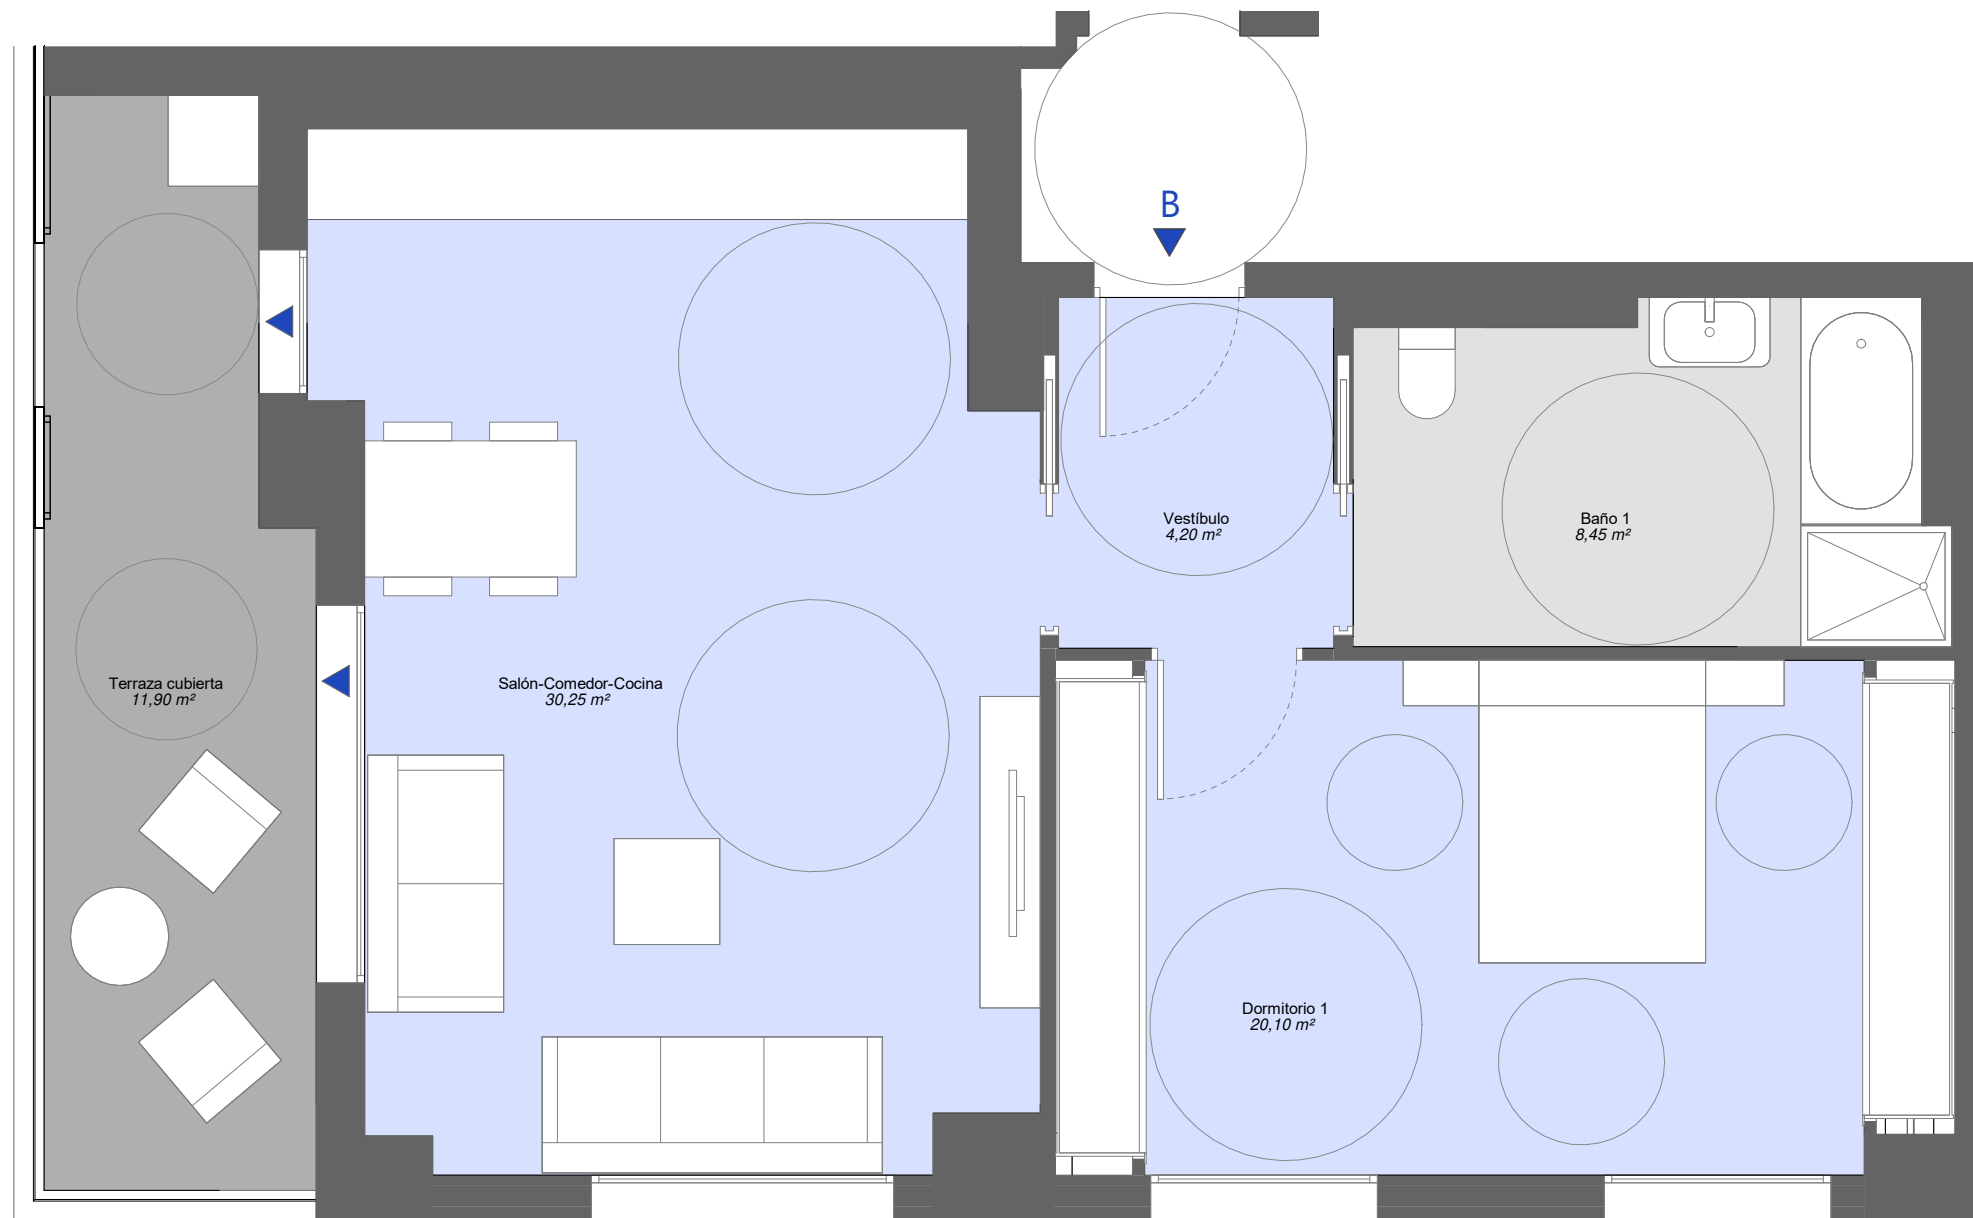 B
Vestíbulo
4,20 m²
Baño 1
8,45 m²
Terraza cubierta
11,90 m²
Salón-Comedor-Cocina
30,25 m²
Dormitorio 1
20,10 m²